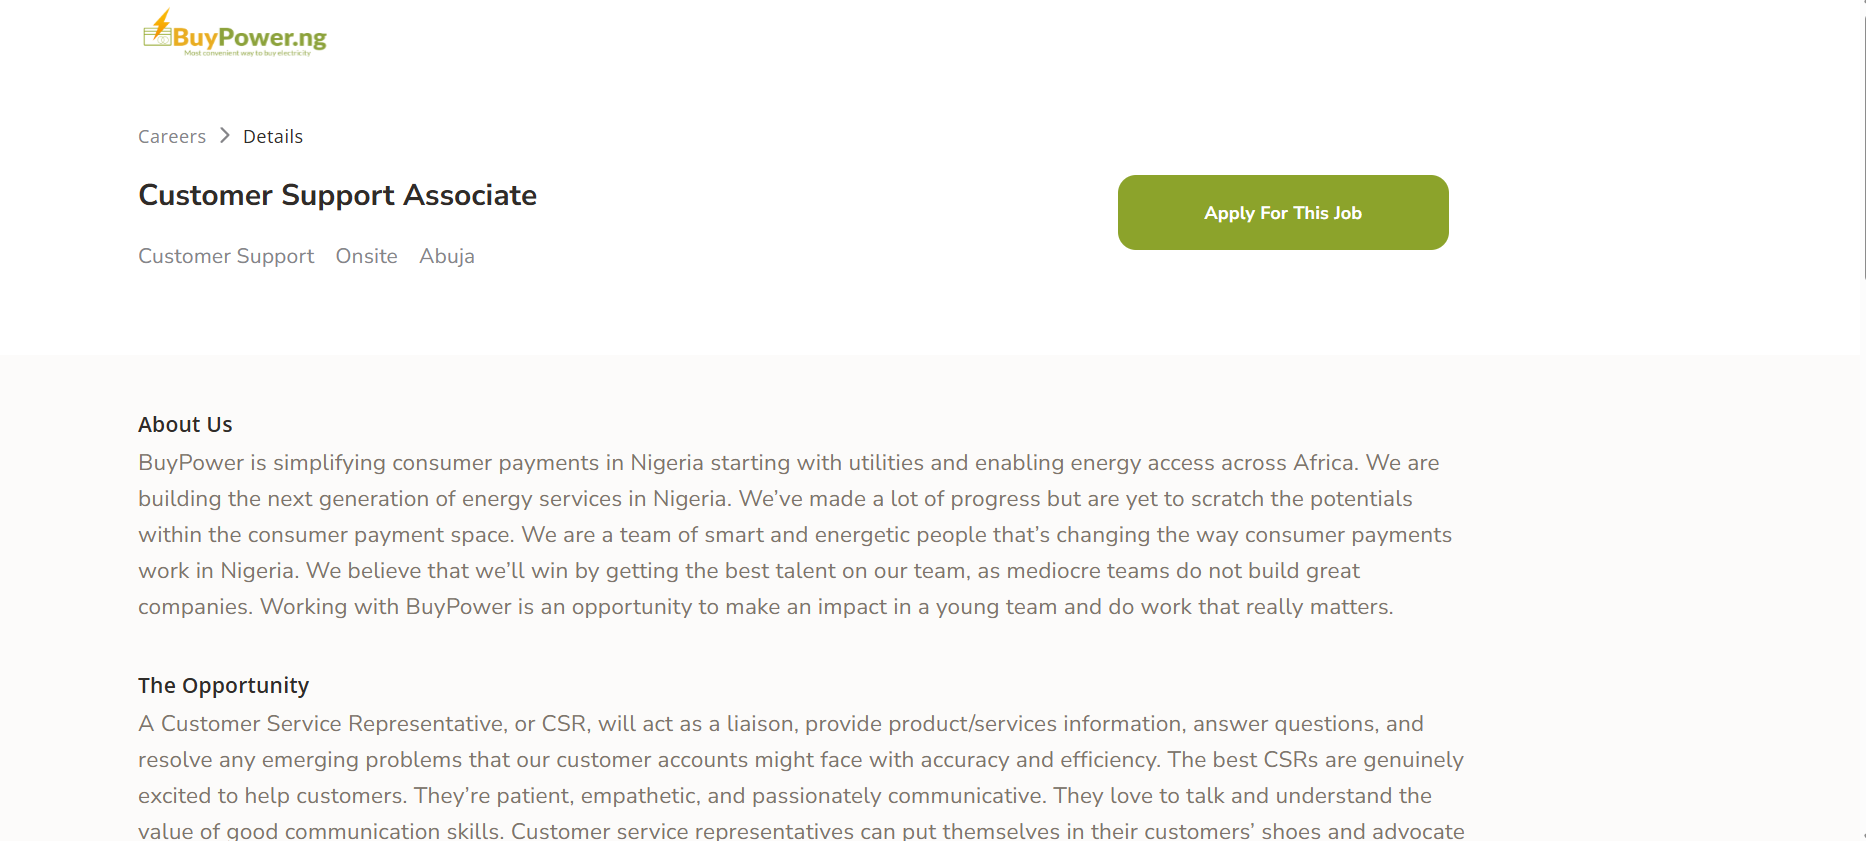 BuyPower.ng
Most convenient way to buy electricity
Careers > Details
Customer Support Associate
Apply For This Job
Customer Support Onsite Abuja
About Us
BuyPower is simplifying consumer payments in Nigeria starting with utilities and enabling energy access across Africa. We are
building the next generation of energy services in Nigeria. We’ve made a lot of progress but are yet to scratch the potentials
within the consumer payment space. We are a team of smart and energetic people that’s changing the way consumer payments
work in Nigeria. We believe that we’ll win by getting the best talent on our team, as mediocre teams do not build great
companies. Working with BuyPower is an opportunity to make an impact in a young team and do work that really matters.
The Opportunity
A Customer Service Representative, or CSR, will act as a liaison, provide product/services information, answer questions, and
resolve any emerging problems that our customer accounts might face with accuracy and efficiency. The best CSRs are genuinely
excited to help customers. They’re patient, empathetic, and passionately communicative. They love to talk and understand the
value of good communication skills. Customer service representatives can put themselves in their customers’ shoes and advocate